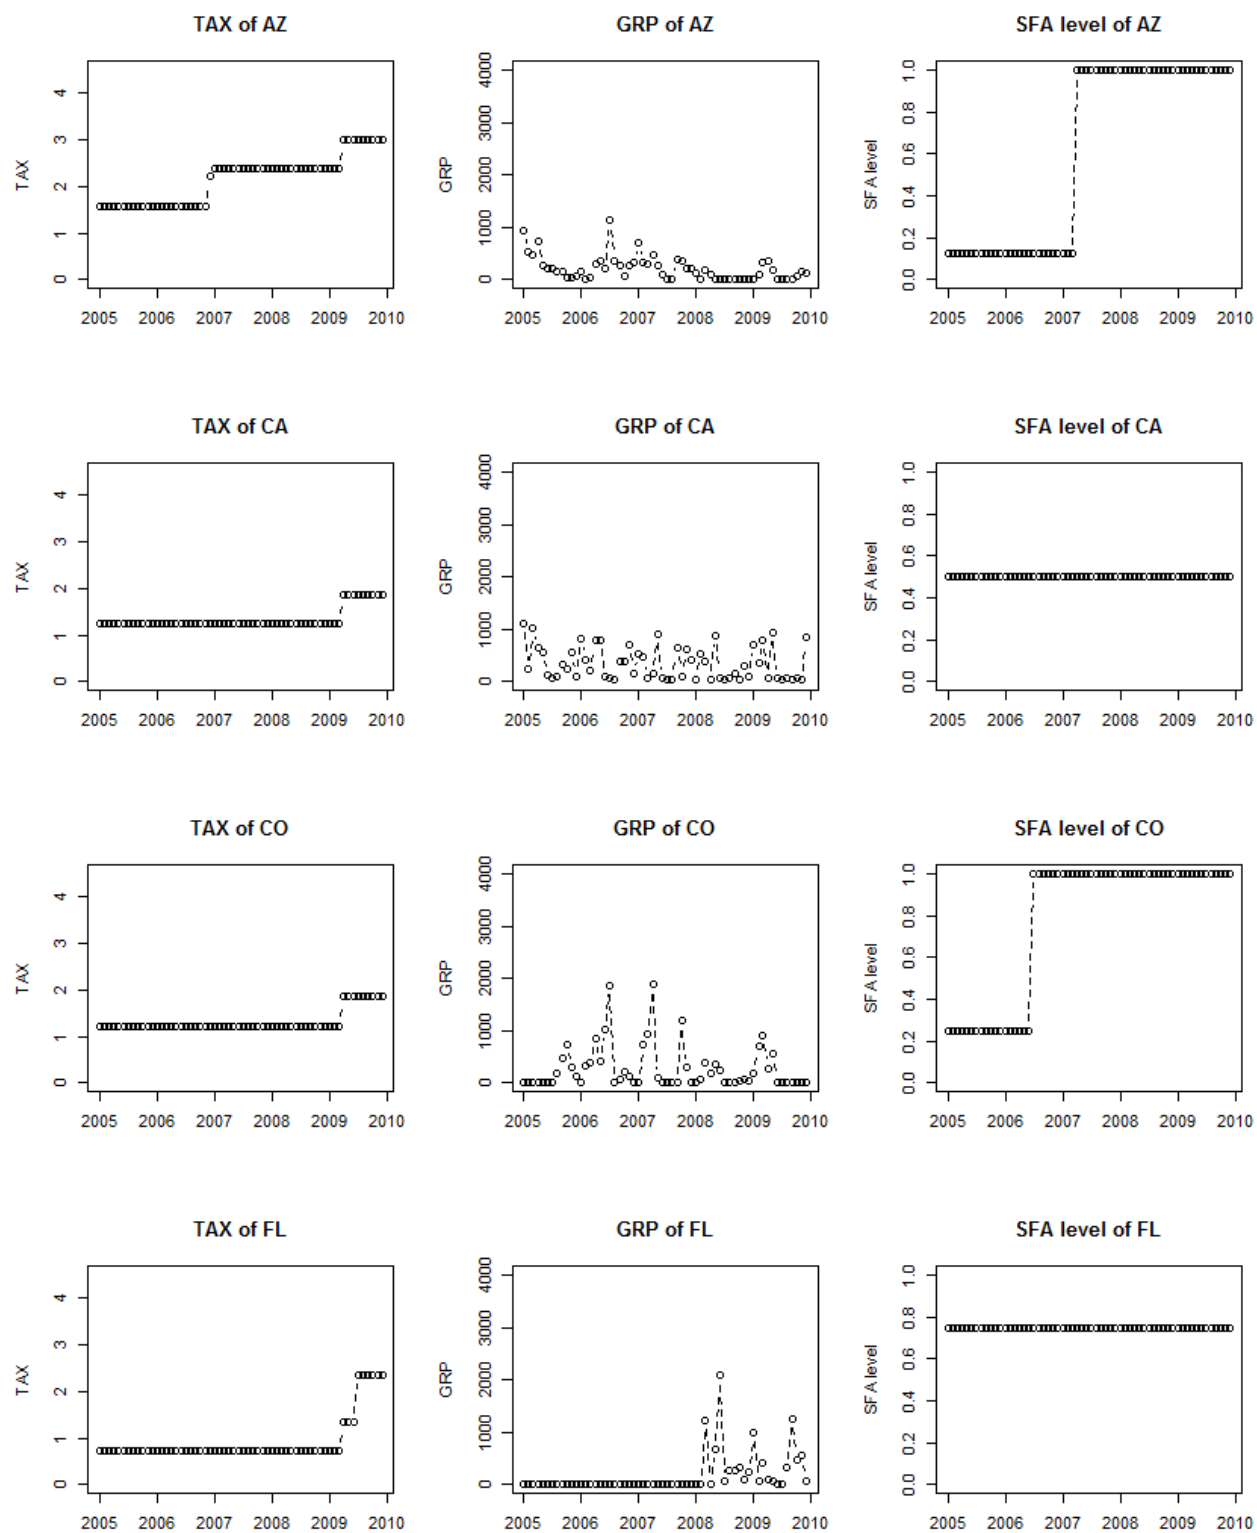 TAX of AZ GRP of AZ SFA level of AZ
TAX GRP SFA level
0 1 2 3 4 0 1000 2000 3000 4000 0.0 0.2 0.4 0.6 0.8 1.0
2005 2006 2007 2008 2009 2010 2005 2006 2007 2008 2009 2010 2005 2006 2007 2008 2009 2010
TAX of CA GRP of CA SFA level of CA
TAX GRP SFA level
0 1 2 3 4 0 1000 2000 3000 4000 0.0 0.2 0.4 0.6 0.8 1.0
2005 2006 2007 2008 2009 2010 2005 2006 2007 2008 2009 2010 2005 2006 2007 2008 2009 2010
TAX of CO GRP of CO SFA level of CO
TAX GRP SFA level
0 1 2 3 4 0 1000 2000 3000 4000 0.0 0.2 0.4 0.6 0.8 1.0
2005 2006 2007 2008 2009 2010 2005 2006 2007 2008 2009 2010 2005 2006 2007 2008 2009 2010
TAX of FL GRP of FL SFA level of FL
TAX GRP SFA level
0 1 2 3 4 0 1000 2000 3000 4000 0.0 0.2 0.4 0.6 0.8 1.0
2005 2006 2007 2008 2009 2010 2005 2006 2007 2008 2009 2010 2005 2006 2007 2008 2009 2010